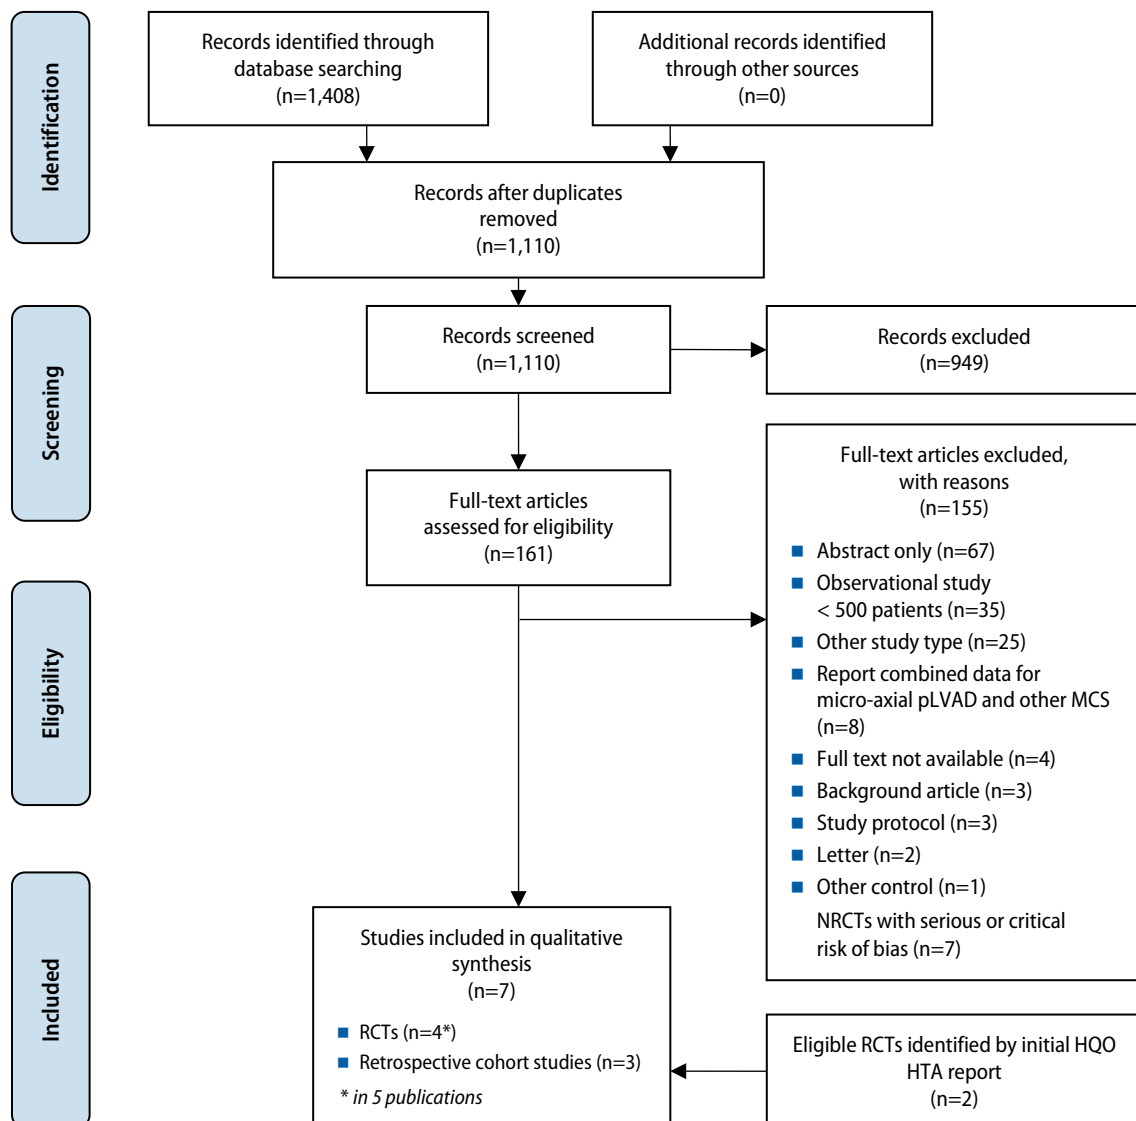 Identification
Records identified through
database searching
(n=1,408)
Additional records identified
through other sources
(n=0)
Records after duplicates
removed
(n=1,110)
Screening
Records screened
(n=1,110)
Records excluded
(n=949)
Eligibility
Full-text articles
assessed for eligibility
(n=161)
Full-text articles excluded,
with reasons
(n=155)
■ Abstract only (n=67)
■ Observational study
< 500 patients (n=35)
■ Other study type (n=25)
■ Report combined data for
micro-axial pLVAD and other MCS
(n=8)
■ Full text not available (n=4)
■ Background article (n=3)
■ Study protocol (n=3)
■ Letter (n=2)
■ Other control (n=1)
NRCTs with serious or critical
risk of bias (n=7)
Included
Studies included in qualitative
synthesis
(n=7)
■ RCTs (n=4*)
■ Retrospective cohort studies (n=3)
* in 5 publications
Eligible RCTs identified by initial HQO
HTA report
(n=2)